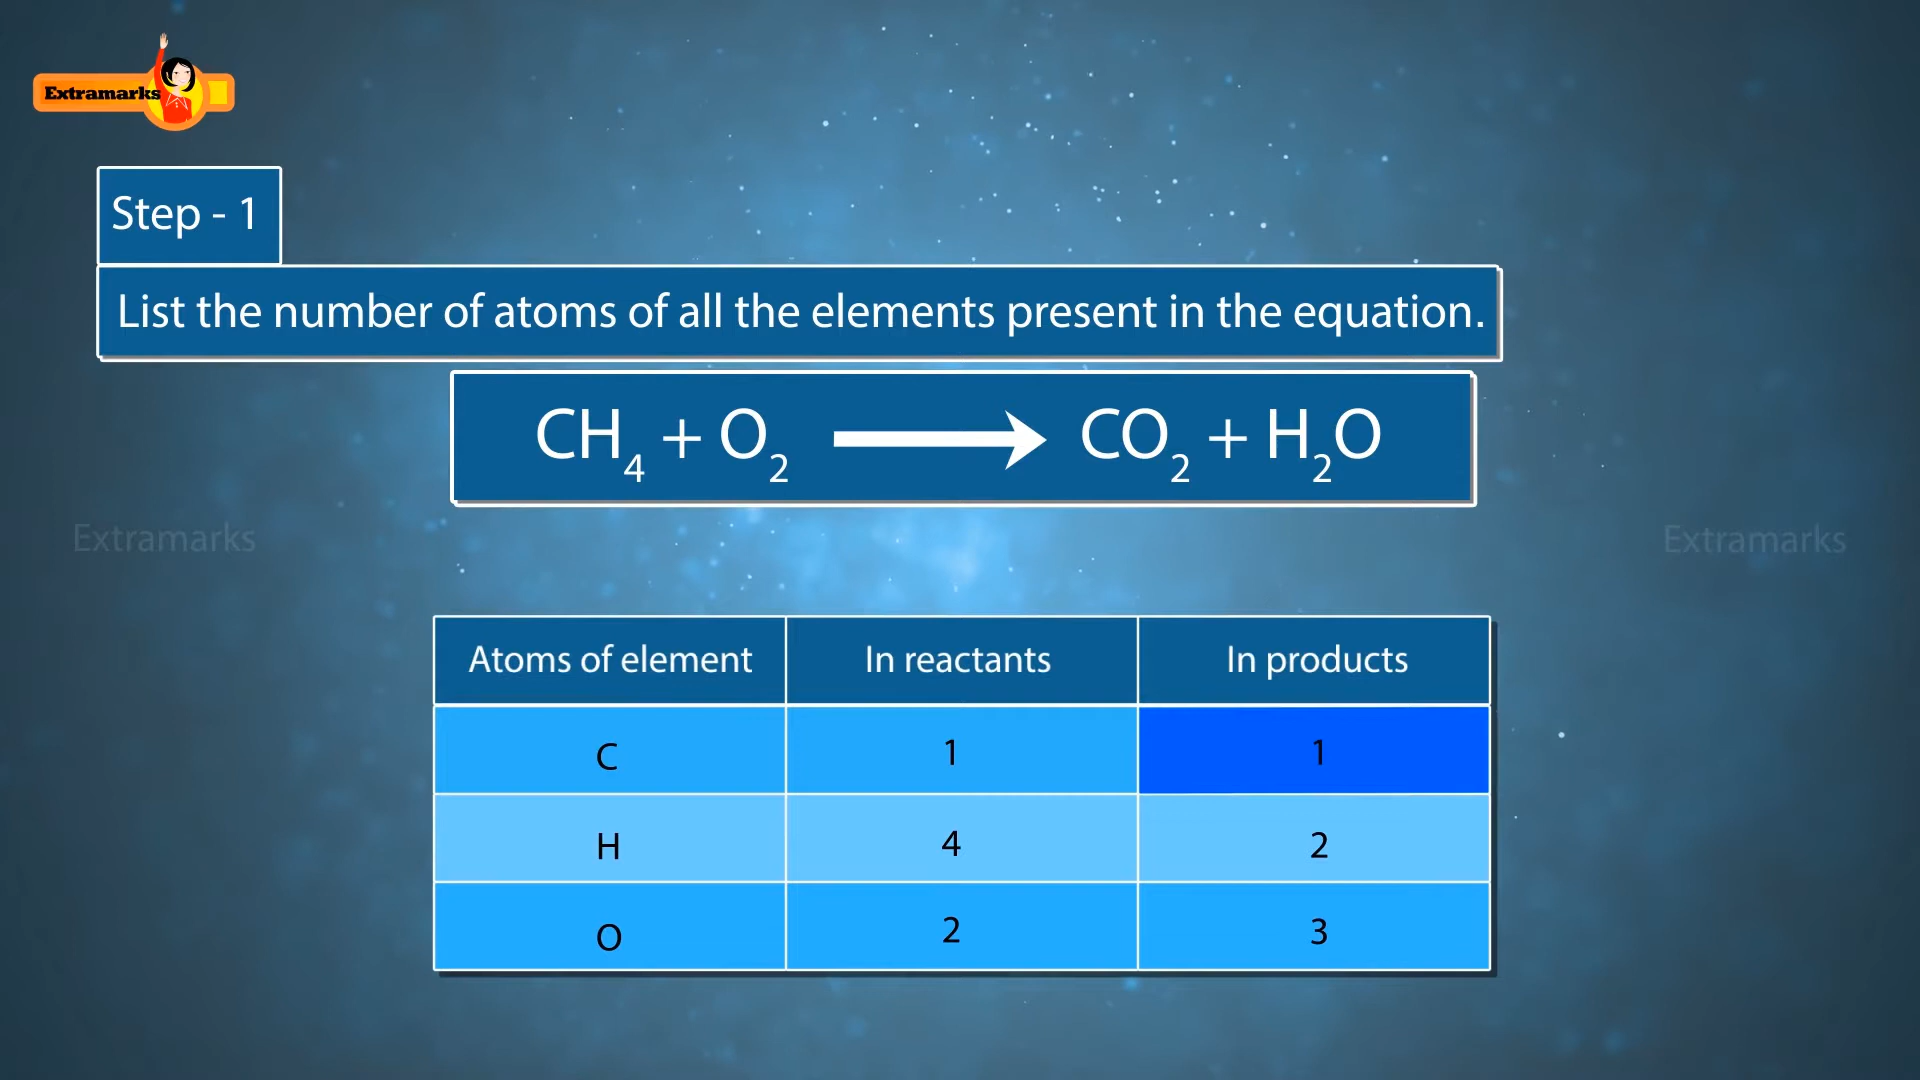 Extramarks
Step - 1
List the number of atoms of all the elements present in the equation.
CH₄ + O₂ ⟶ CO₂ + H₂O
Extramarks Extramarks
Atoms of element In reactants In products
C 1 1
H 4 2
O 2 3